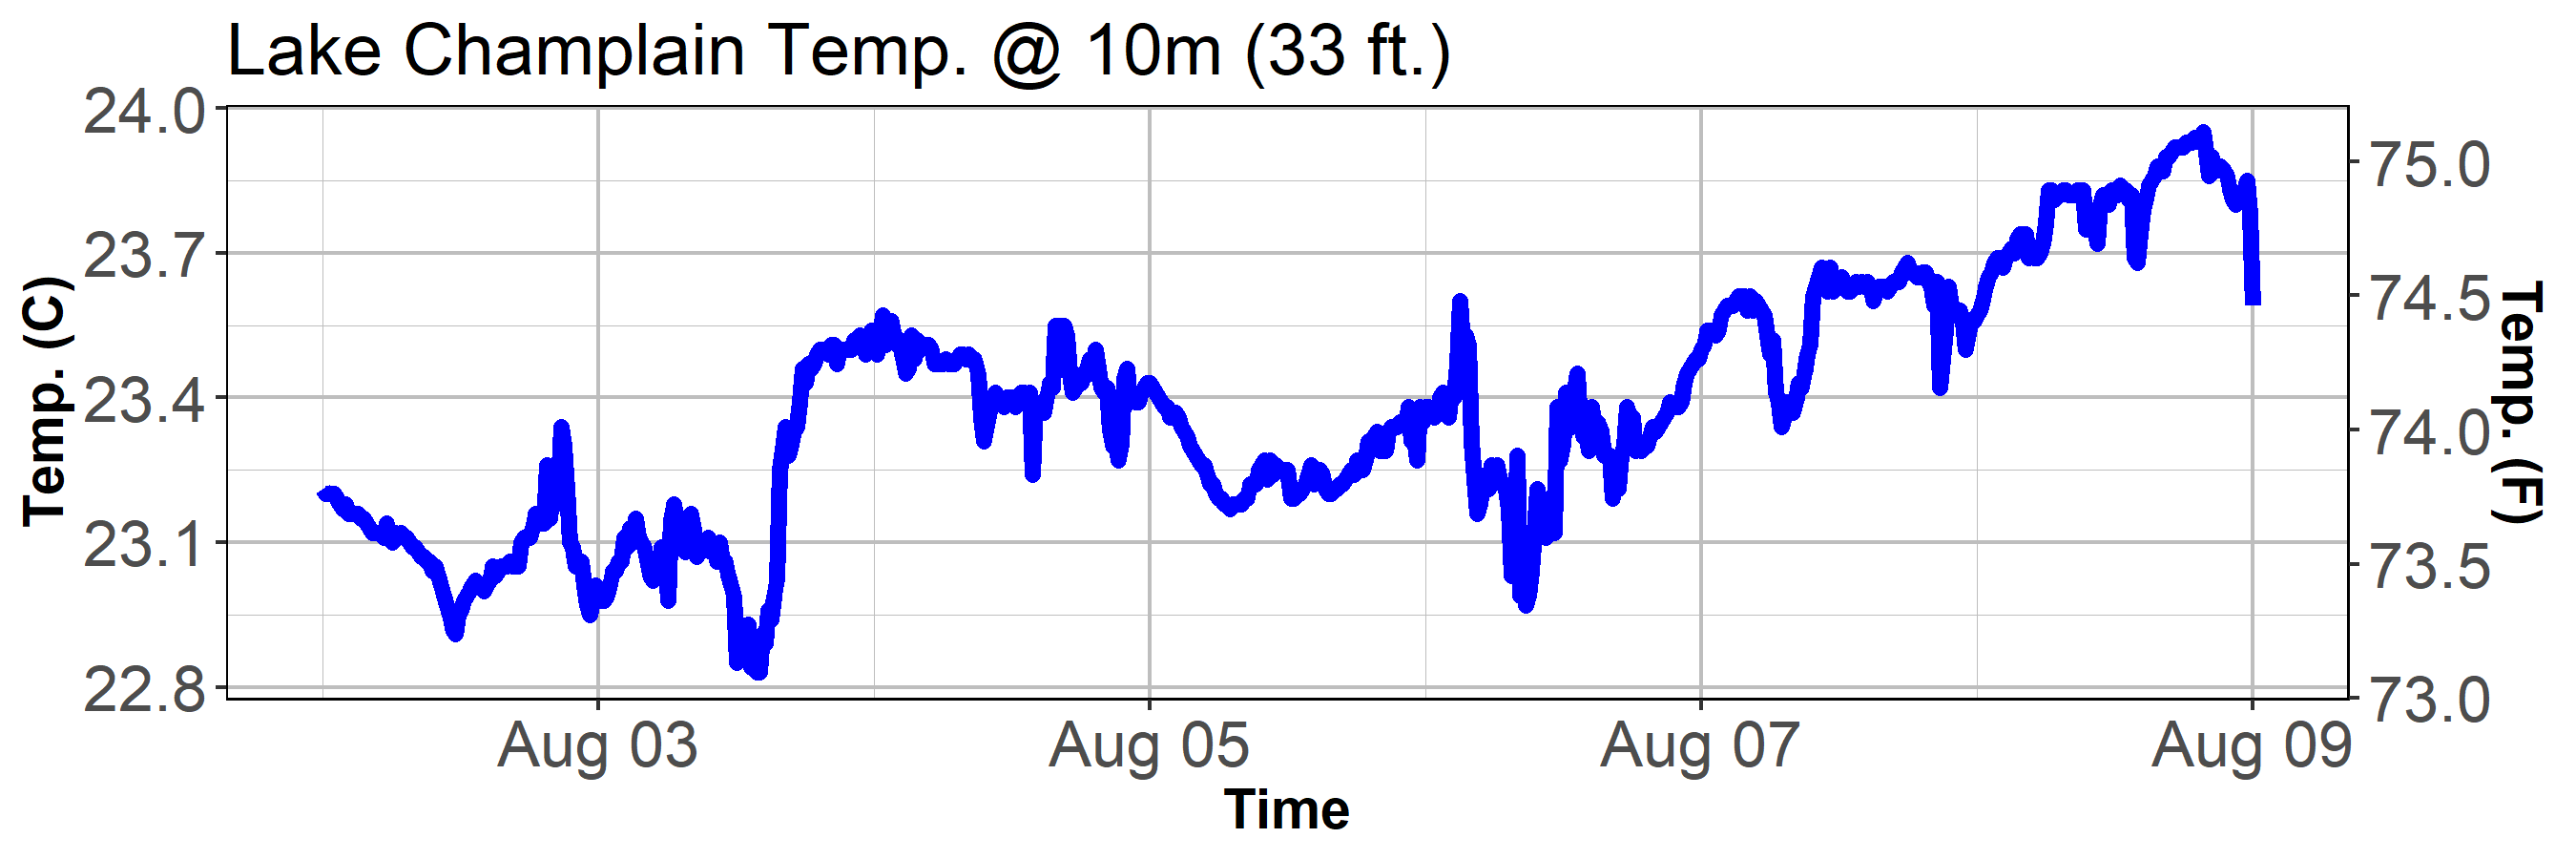 Lake Champlain Temp. @ 10m (33 ft.)
Temp. (C)
24.0
23.7
23.4
23.1
22.8
75.0
74.5
74.0
73.5
73.0
Temp. (F)
Aug 03 Aug 05 Aug 07 Aug 09
Time